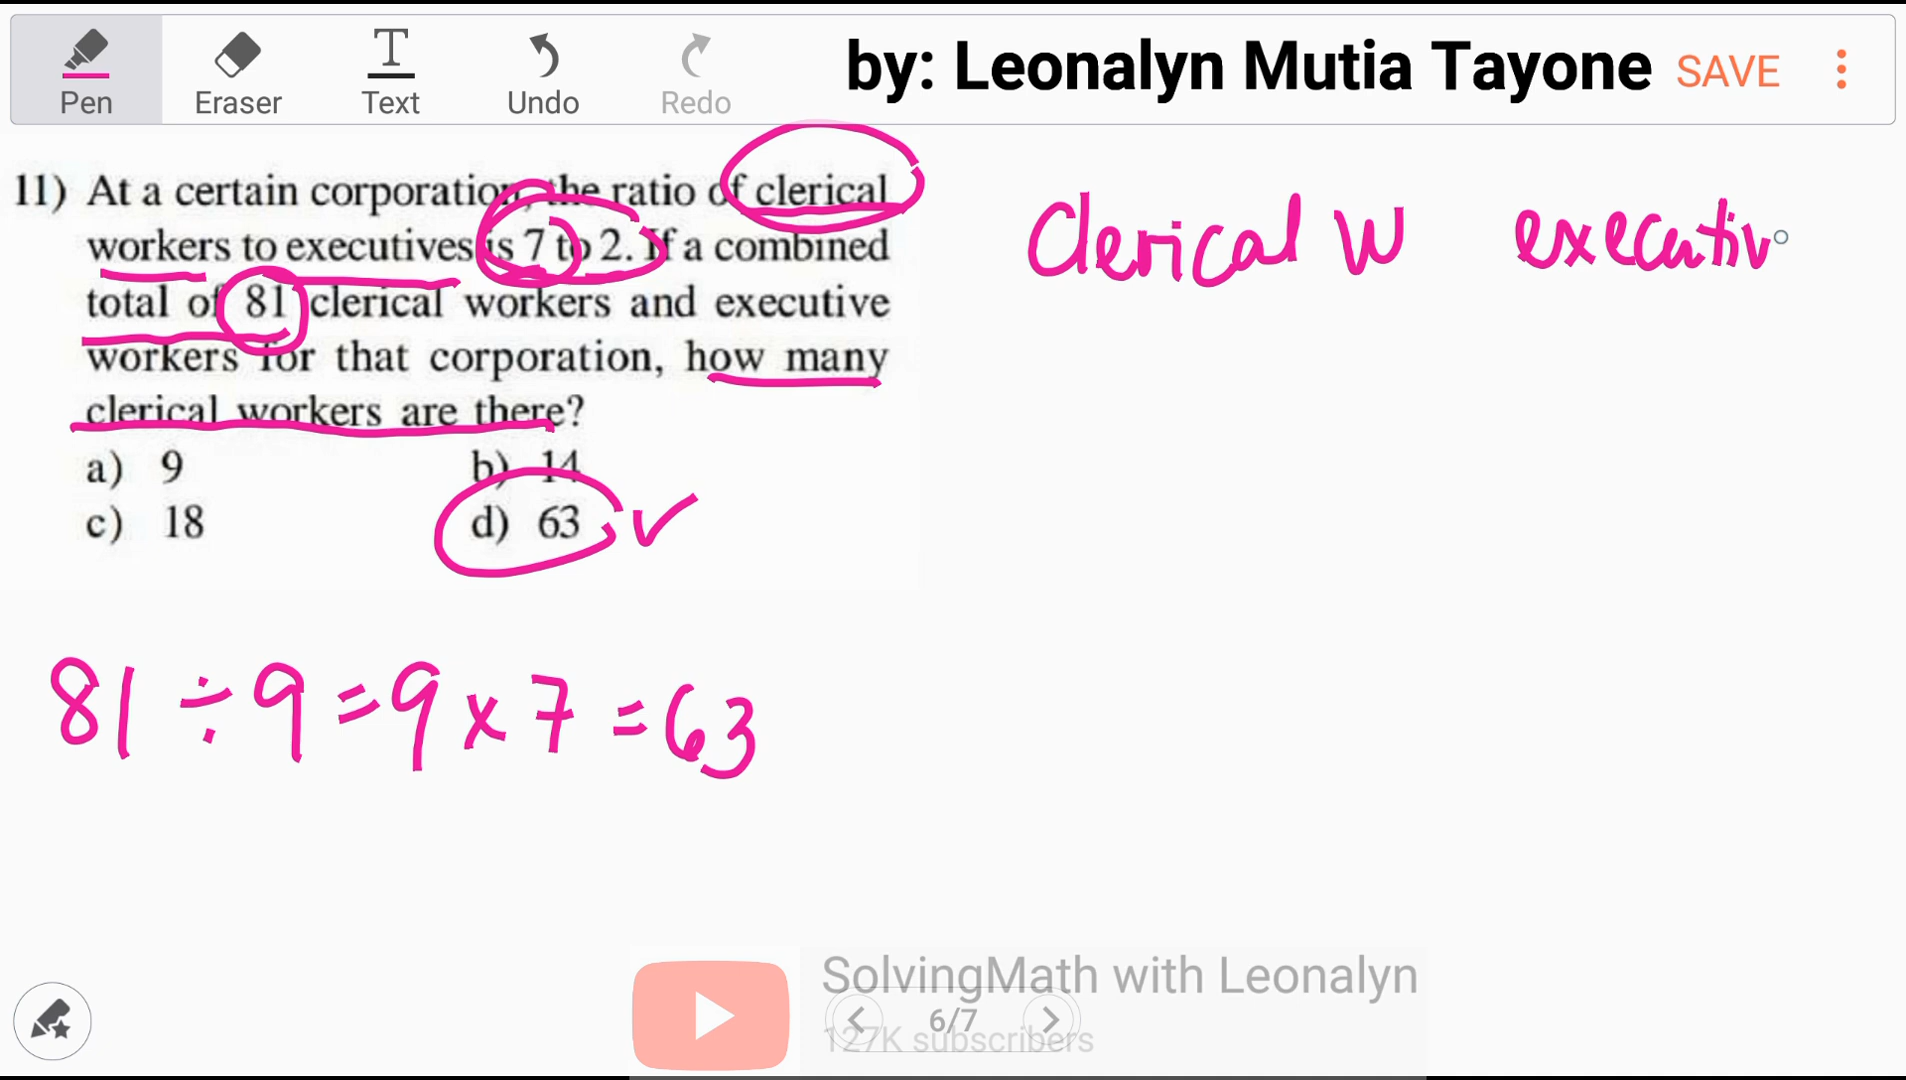 Pen
Eraser
Text
Undo
Redo
by: Leonalyn Mutia Tayone
SAVE
11) At a certain corporation, the ratio of clerical
workers to executives is 7 to 2. If a combined
total of 81 clerical workers and executive
workers for that corporation, how many
clerical workers are there?
a) 9 b) 14
c) 18 d) 63
Clerical W executiv
81 ÷ 9 = 9 x 7 = 63
SolvingMath with Leonalyn
6/7
127K subscribers